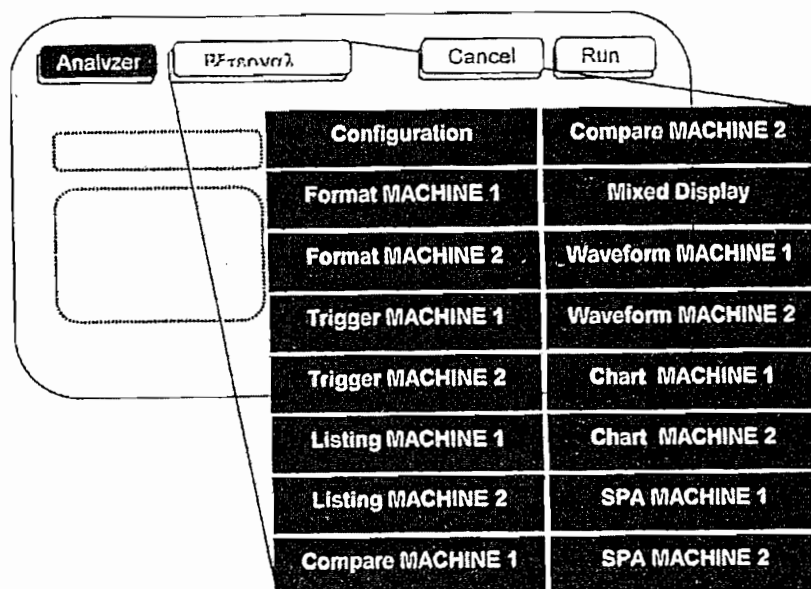 Analyzer
Cancel
Run
Configuration
Format MACHINE 1
Format MACHINE 2
Trigger MACHINE 1
Trigger MACHINE 2
Listing MACHINE 1
Listing MACHINE 2
Compare MACHINE 1
Compare MACHINE 2
Mixed Display
Waveform MACHINE 1
Waveform MACHINE 2
Chart MACHINE 1
Chart MACHINE 2
SPA MACHINE 1
SPA MACHINE 2